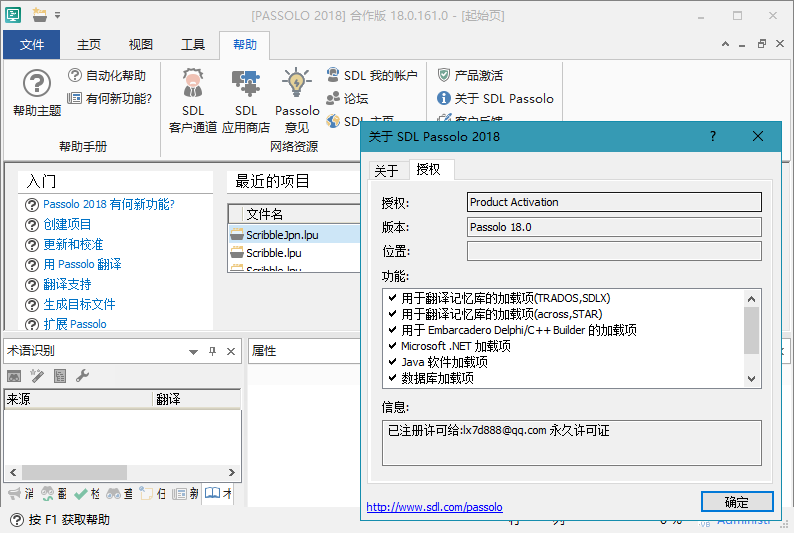 [PASSOLO 2018] 合作版 18.0.161.0 - [起始页]
文件 主页 视图 工具 帮助
帮助主题
自动化帮助
有何新功能?
帮助手册
SDL 客户通道
SDL 应用商店
Passolo 意见
SDL 我的帐户
论坛
SDL
网络资源
产品激活
关于 SDL Passolo
入门
Passolo 2018 有何新功能?
创建项目
更新和校准
用 Passolo 翻译
翻译支持
生成目标文件
扩展 Passolo
最近的项目
文件名
ScribbleJpn.lpu
Scribble.lpu
Scribble.lpu
术语识别
来源 翻译
属性
按 F1 获取帮助
关于 SDL Passolo 2018
?
关于 授权
授权: Product Activation
版本: Passolo 18.0
位置:
功能:
用于翻译记忆库的加载项(TRADOS,SDLX)
用于翻译记忆库的加载项(across,STAR)
用于 Embarcadero Delphi/C++ Builder 的加载项
Microsoft .NET 加载项
Java 软件加载项
数据库加载项
信息:
已注册许可给:lx7d888@qq.com 永久许可证
http://www.sdl.com/passolo
确定